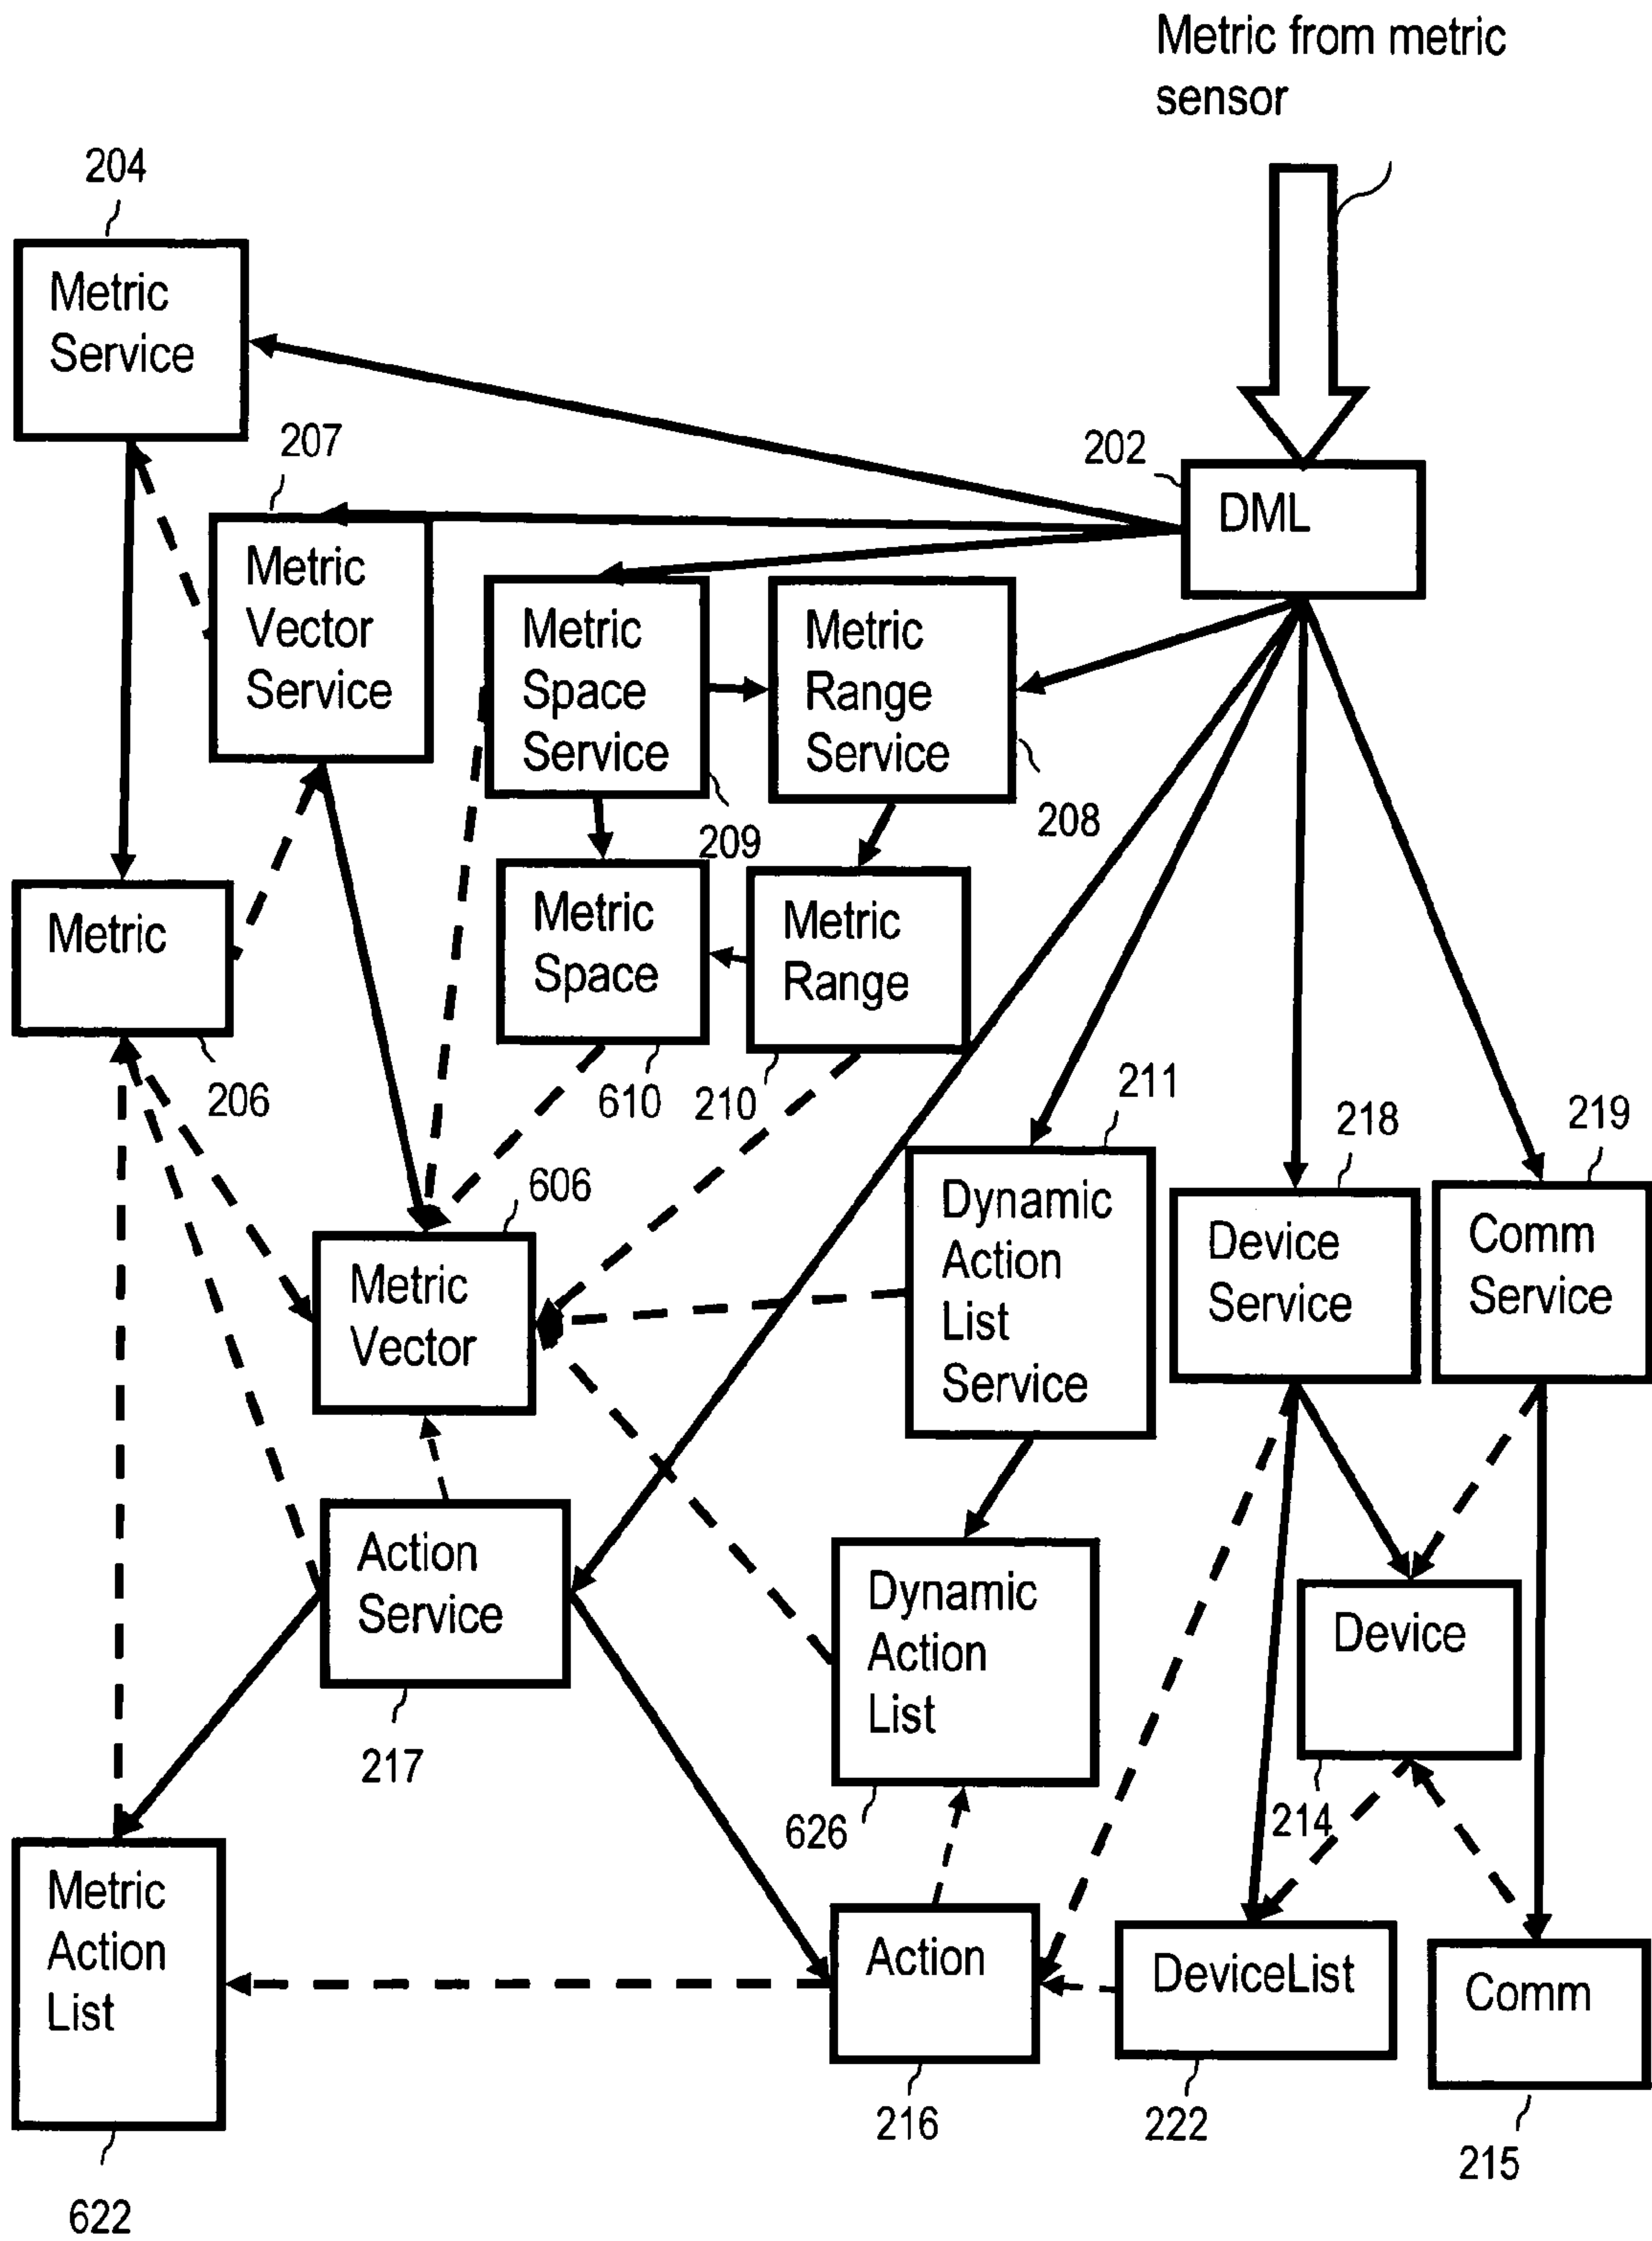 Metric from metric
sensor
204
Metric
Service
207
202
DML
Metric
Vector
Service
Metric
Space
Service
Metric
Range
Service
209
208
Metric
Metric
Space
Metric
Range
206
610
210
211
218
219
606
Dynamic
Action
List
Service
Device
Service
Comm
Service
Metric
Vector
Action
Service
Dynamic
Action
List
Device
217
626
214
Metric
Action
List
Action
DeviceList
Comm
216
222
215
622